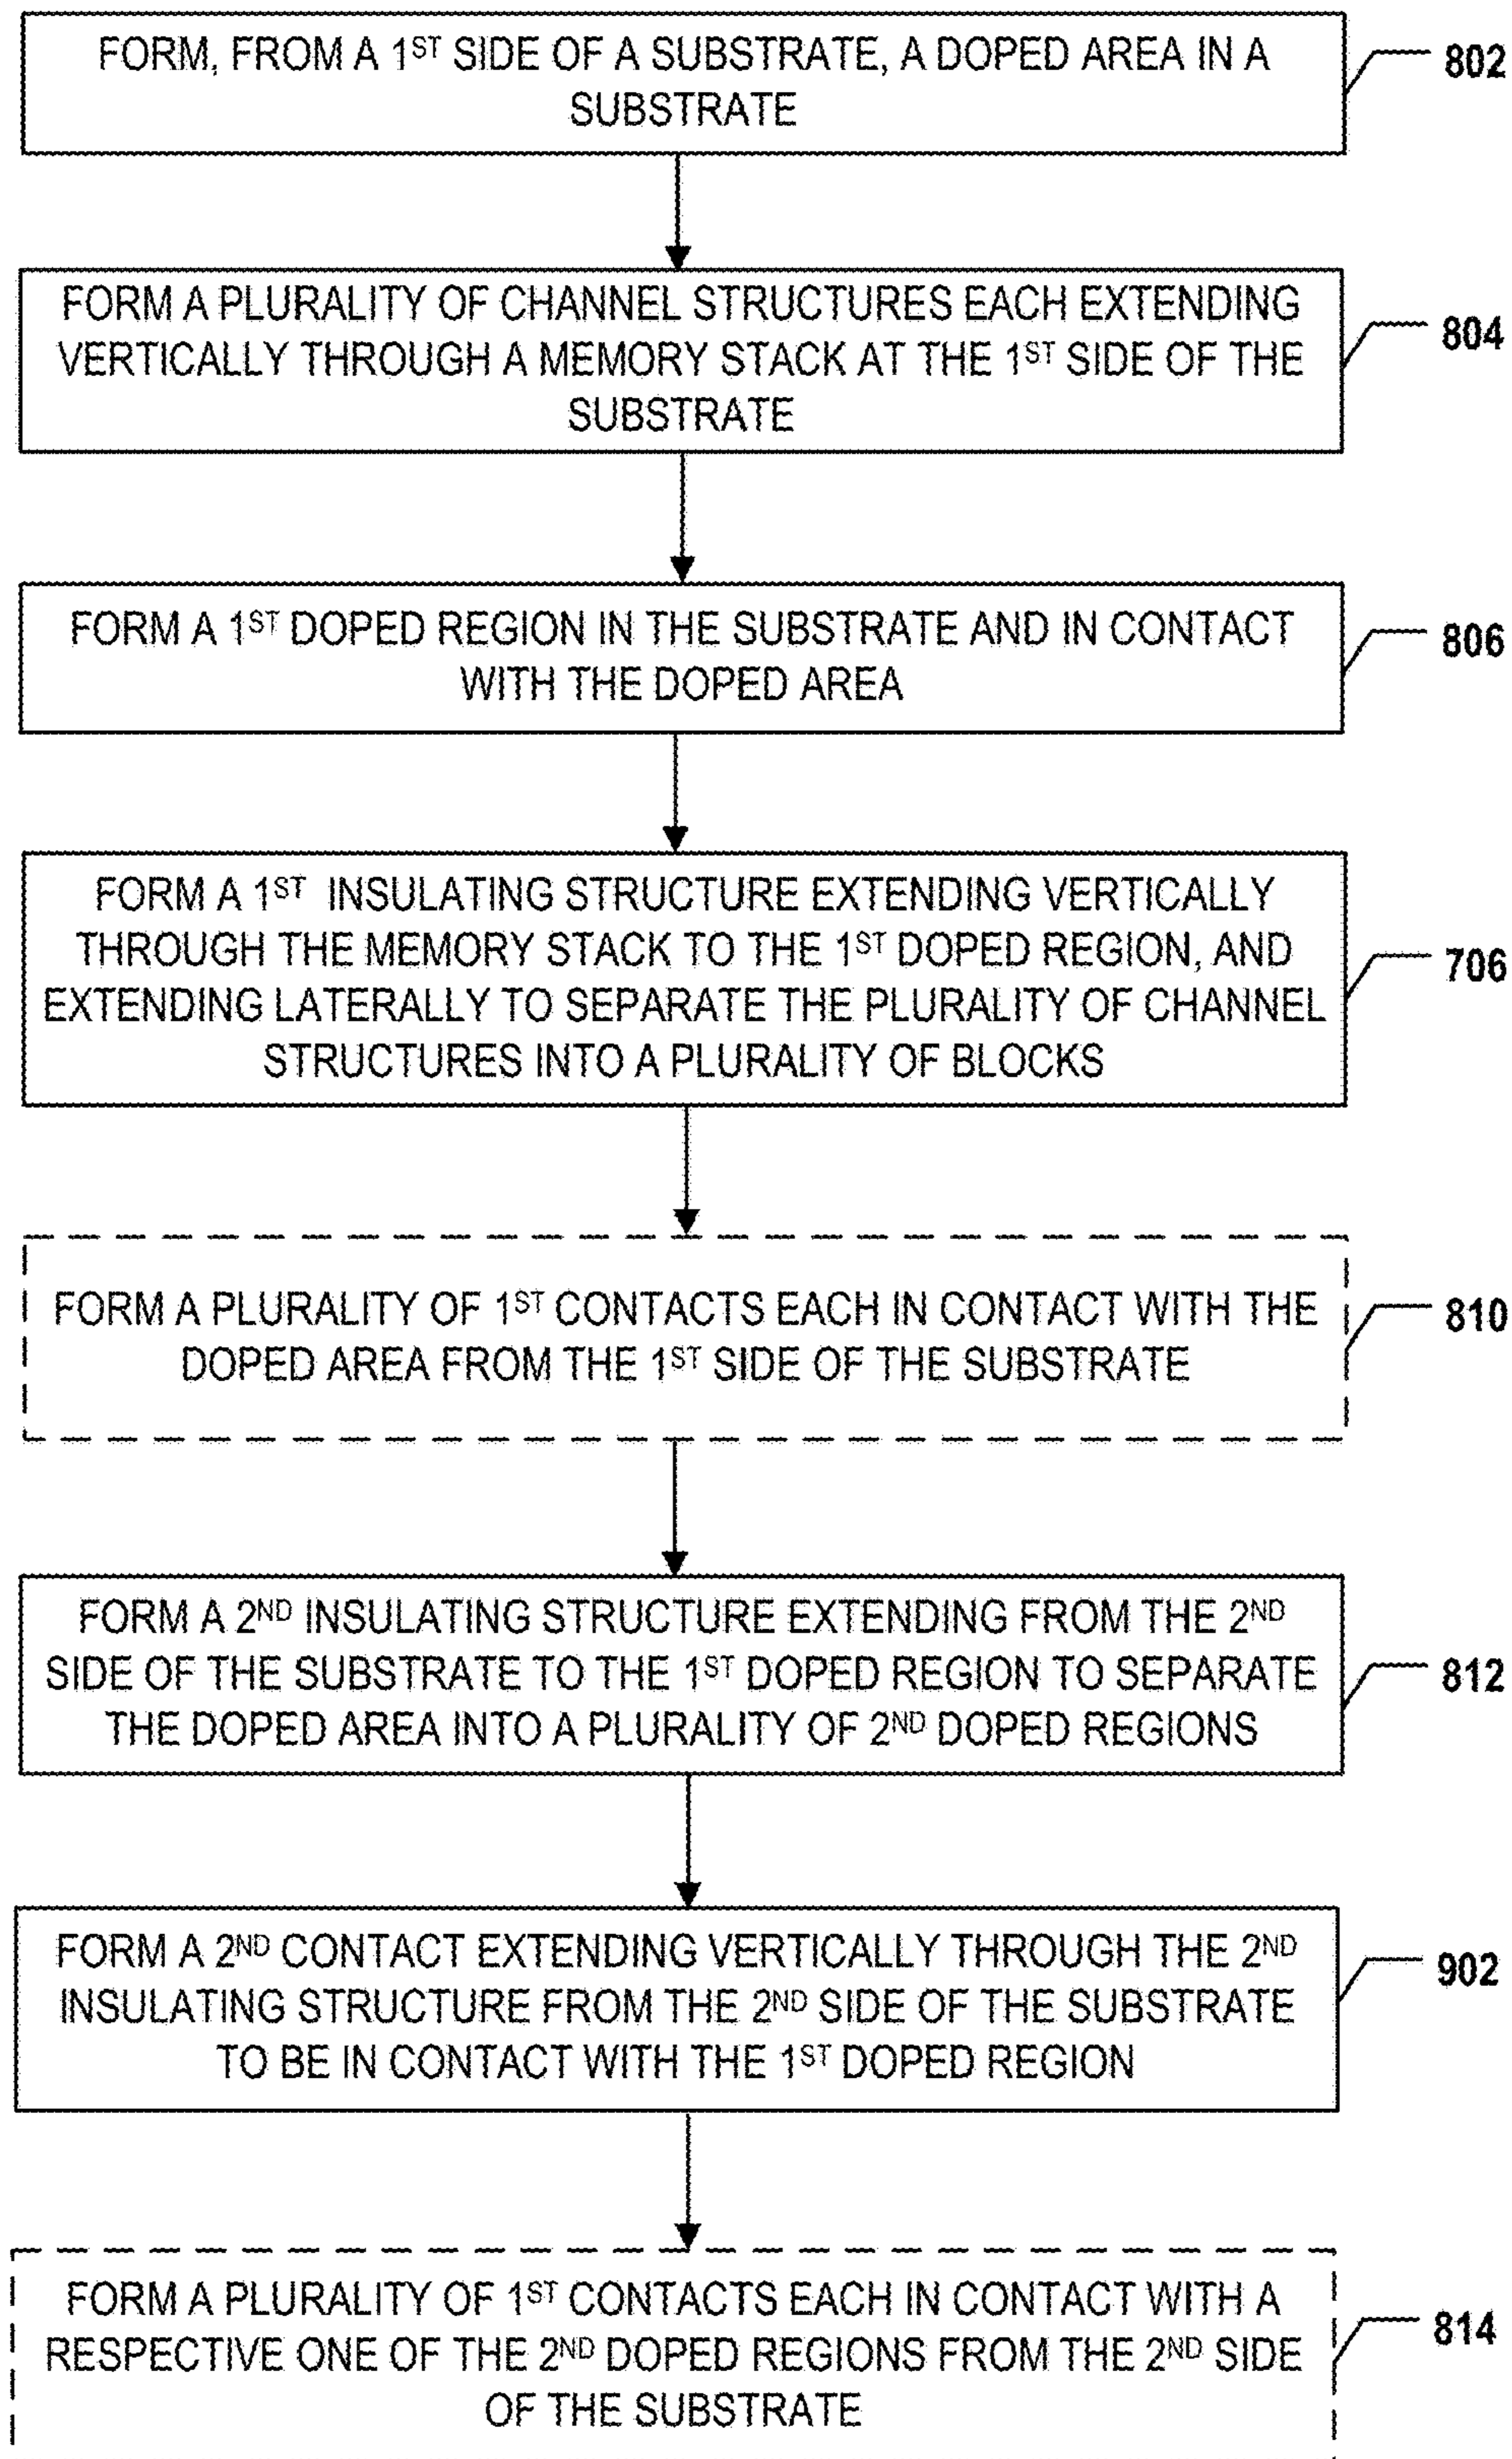 FORM, FROM A 1ST SIDE OF A SUBSTRATE, A DOPED AREA IN A
SUBSTRATE
802
FORM A PLURALITY OF CHANNEL STRUCTURES EACH EXTENDING
VERTICALLY THROUGH A MEMORY STACK AT THE 1ST SIDE OF THE
SUBSTRATE
804
FORM A 1ST DOPED REGION IN THE SUBSTRATE AND IN CONTACT
WITH THE DOPED AREA
806
FORM A 1ST INSULATING STRUCTURE EXTENDING VERTICALLY
THROUGH THE MEMORY STACK TO THE 1ST DOPED REGION, AND
EXTENDING LATERALLY TO SEPARATE THE PLURALITY OF CHANNEL
STRUCTURES INTO A PLURALITY OF BLOCKS
706
FORM A PLURALITY OF 1ST CONTACTS EACH IN CONTACT WITH THE
DOPED AREA FROM THE 1ST SIDE OF THE SUBSTRATE
810
FORM A 2ND INSULATING STRUCTURE EXTENDING FROM THE 2ND
SIDE OF THE SUBSTRATE TO THE 1ST DOPED REGION TO SEPARATE
THE DOPED AREA INTO A PLURALITY OF 2ND DOPED REGIONS
812
FORM A 2ND CONTACT EXTENDING VERTICALLY THROUGH THE 2ND
INSULATING STRUCTURE FROM THE 2ND SIDE OF THE SUBSTRATE
TO BE IN CONTACT WITH THE 1ST DOPED REGION
902
FORM A PLURALITY OF 1ST CONTACTS EACH IN CONTACT WITH A
RESPECTIVE ONE OF THE 2ND DOPED REGIONS FROM THE 2ND SIDE
OF THE SUBSTRATE
814